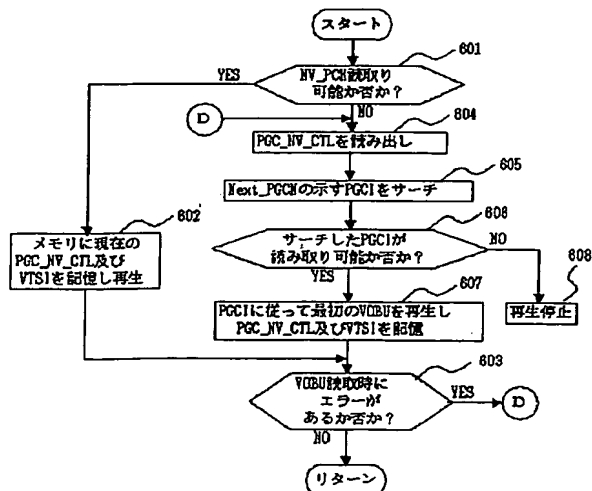 スタート
601
NV_PCK読取り
可能か否か？
YES
NO
D
604
PGC_NV_CTLを読み出し
605
Next_PGCNの示すPGCIをサーチ
602
メモリに現在の
PGC_NV_CTL及び
VTSIを記憶し再生
606
サーチしたPGCIが
読み取り可能か否か？
NO
YES
608
再生停止
607
PGCIに従って最初のVOBUを再生し
PGC_NV_CTL及びVTSIを記憶
603
VOBU読取時に
エラーが
あるか否か？
YES
D
NO
リターン